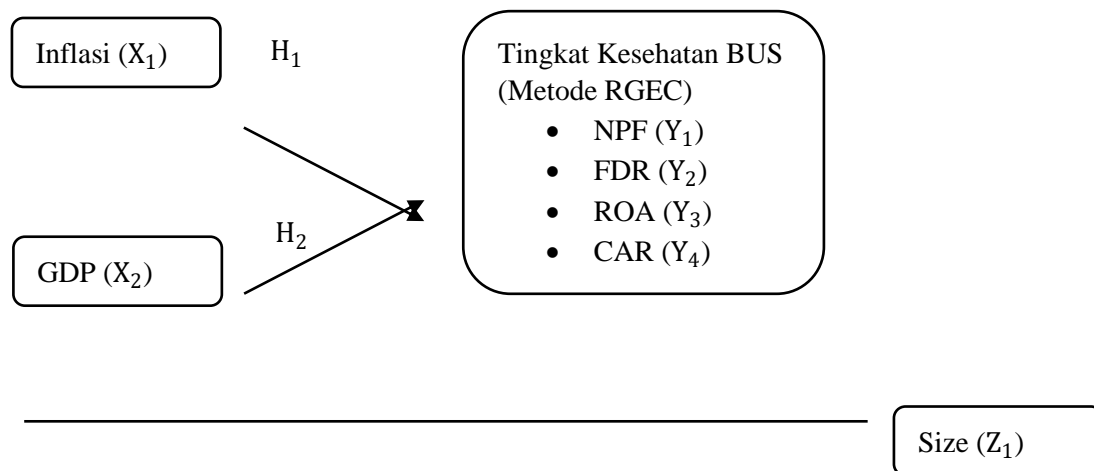 Inflasi (X₁)
H₁
Tingkat Kesehatan BUS
(Metode RGEC)
• NPF (Y₁)
• FDR (Y₂)
• ROA (Y₃)
• CAR (Y₄)
H₂
GDP (X₂)
Size (Z₁)